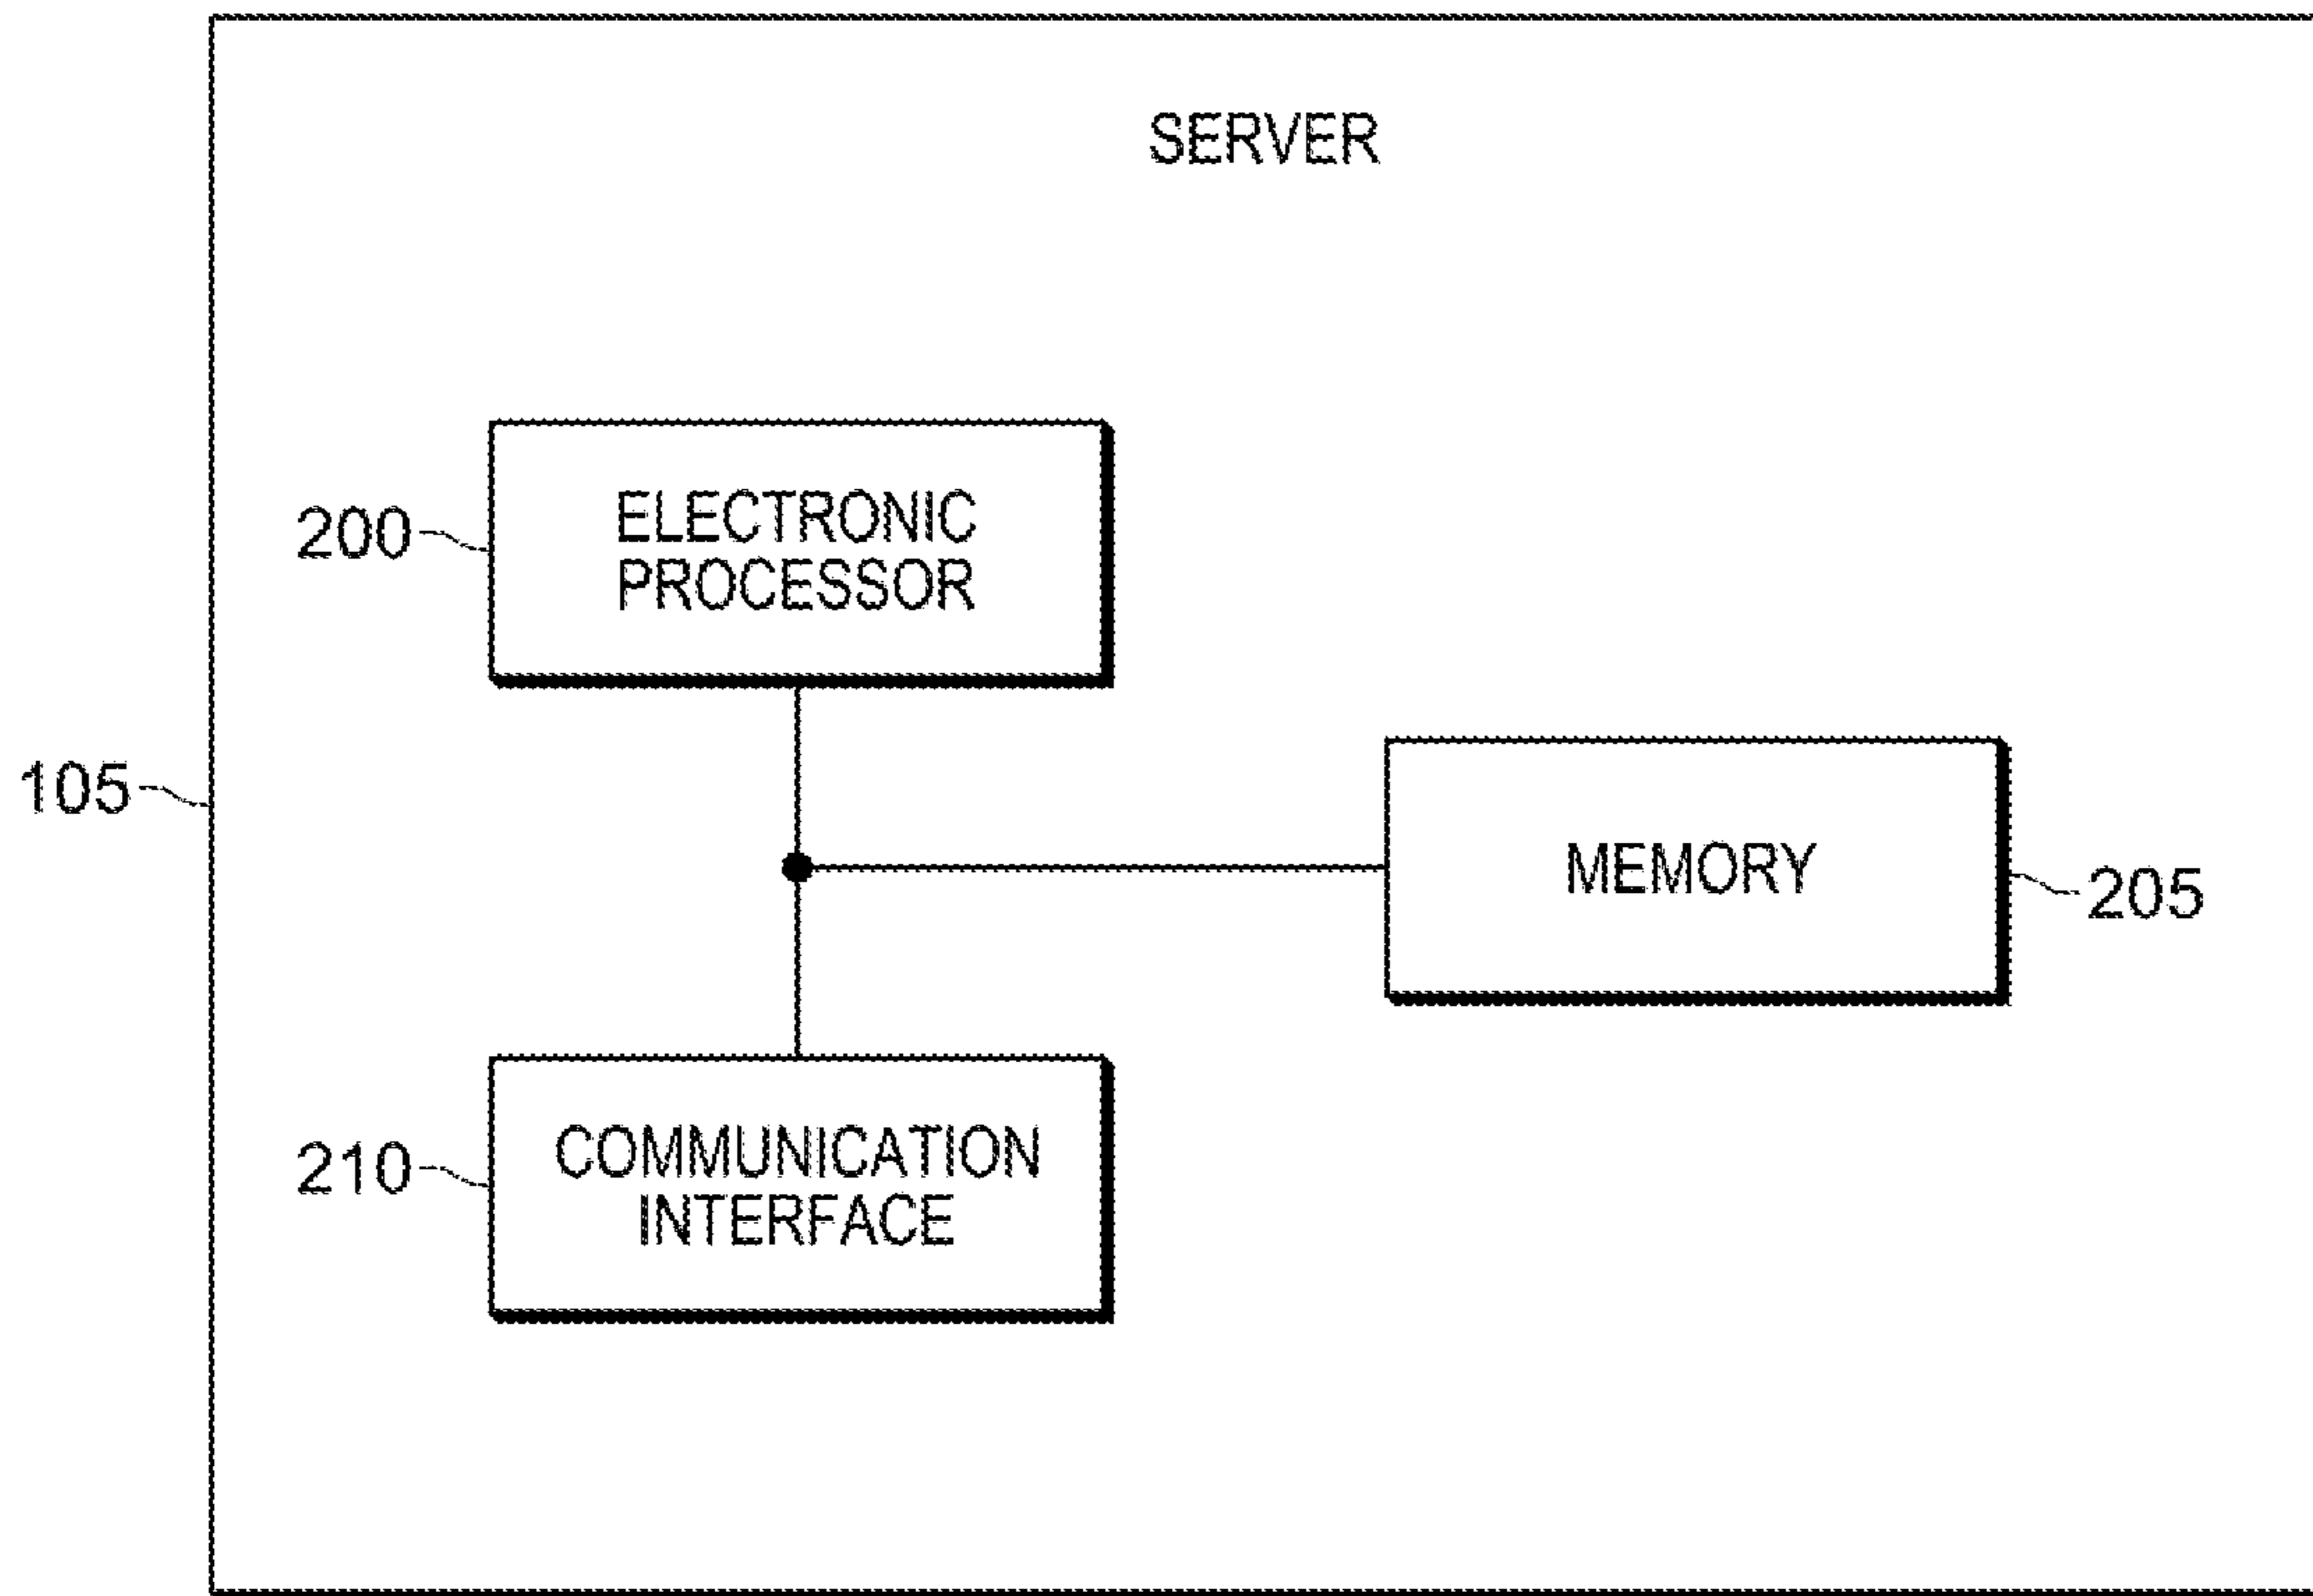 SERVER
200
ELECTRONIC
PROCESSOR
105
MEMORY
205
210
COMMUNICATION
INTERFACE